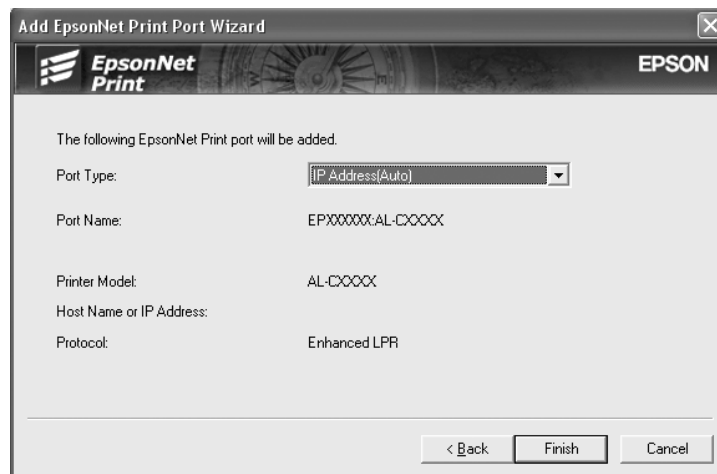 Add EpsonNet Print Port Wizard
EpsonNet
Print
EPSON
The following EpsonNet Print port will be added.
Port Type: IP Address(Auto)
Port Name: EPXXXXXX:AL-CXXXX
Printer Model: AL-CXXXX
Host Name or IP Address:
Protocol: Enhanced LPR
< Back Finish Cancel